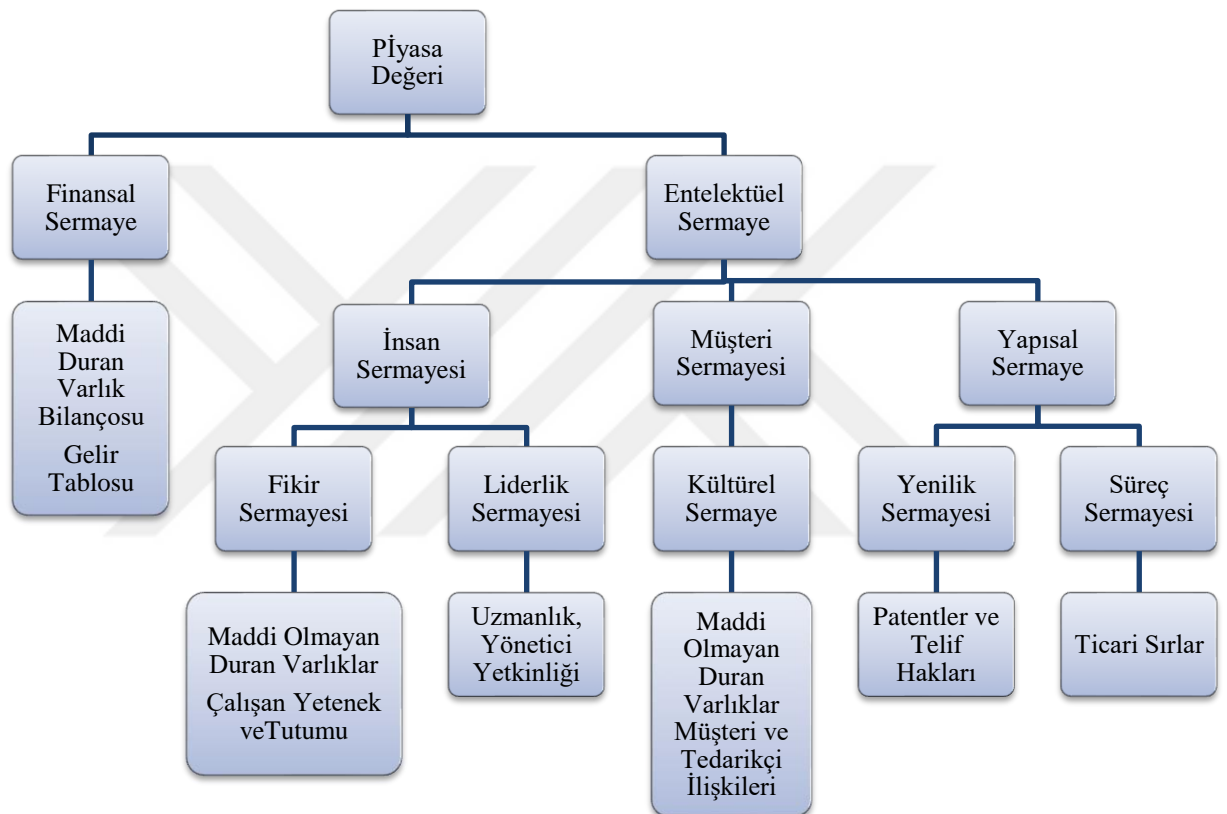 Pİyasa
Değeri
Finansal
Sermaye
Entelektüel
Sermaye
Maddi
Duran
Varlık
Bilançosu
Gelir
Tablosu
İnsan
Sermayesi
Müşteri
Sermayesi
Yapısal
Sermaye
Fikir
Sermayesi
Liderlik
Sermayesi
Kültürel
Sermaye
Yenilik
Sermayesi
Süreç
Sermayesi
Maddi Olmayan
Duran Varlıklar
Çalışan Yetenek
veTutumu
Uzmanlık,
Yönetici
Yetkinliği
Maddi
Olmayan
Duran
Varlıklar
Müşteri ve
Tedarikçi
İlişkileri
Patentler ve
Telif
Hakları
Ticari Sırlar